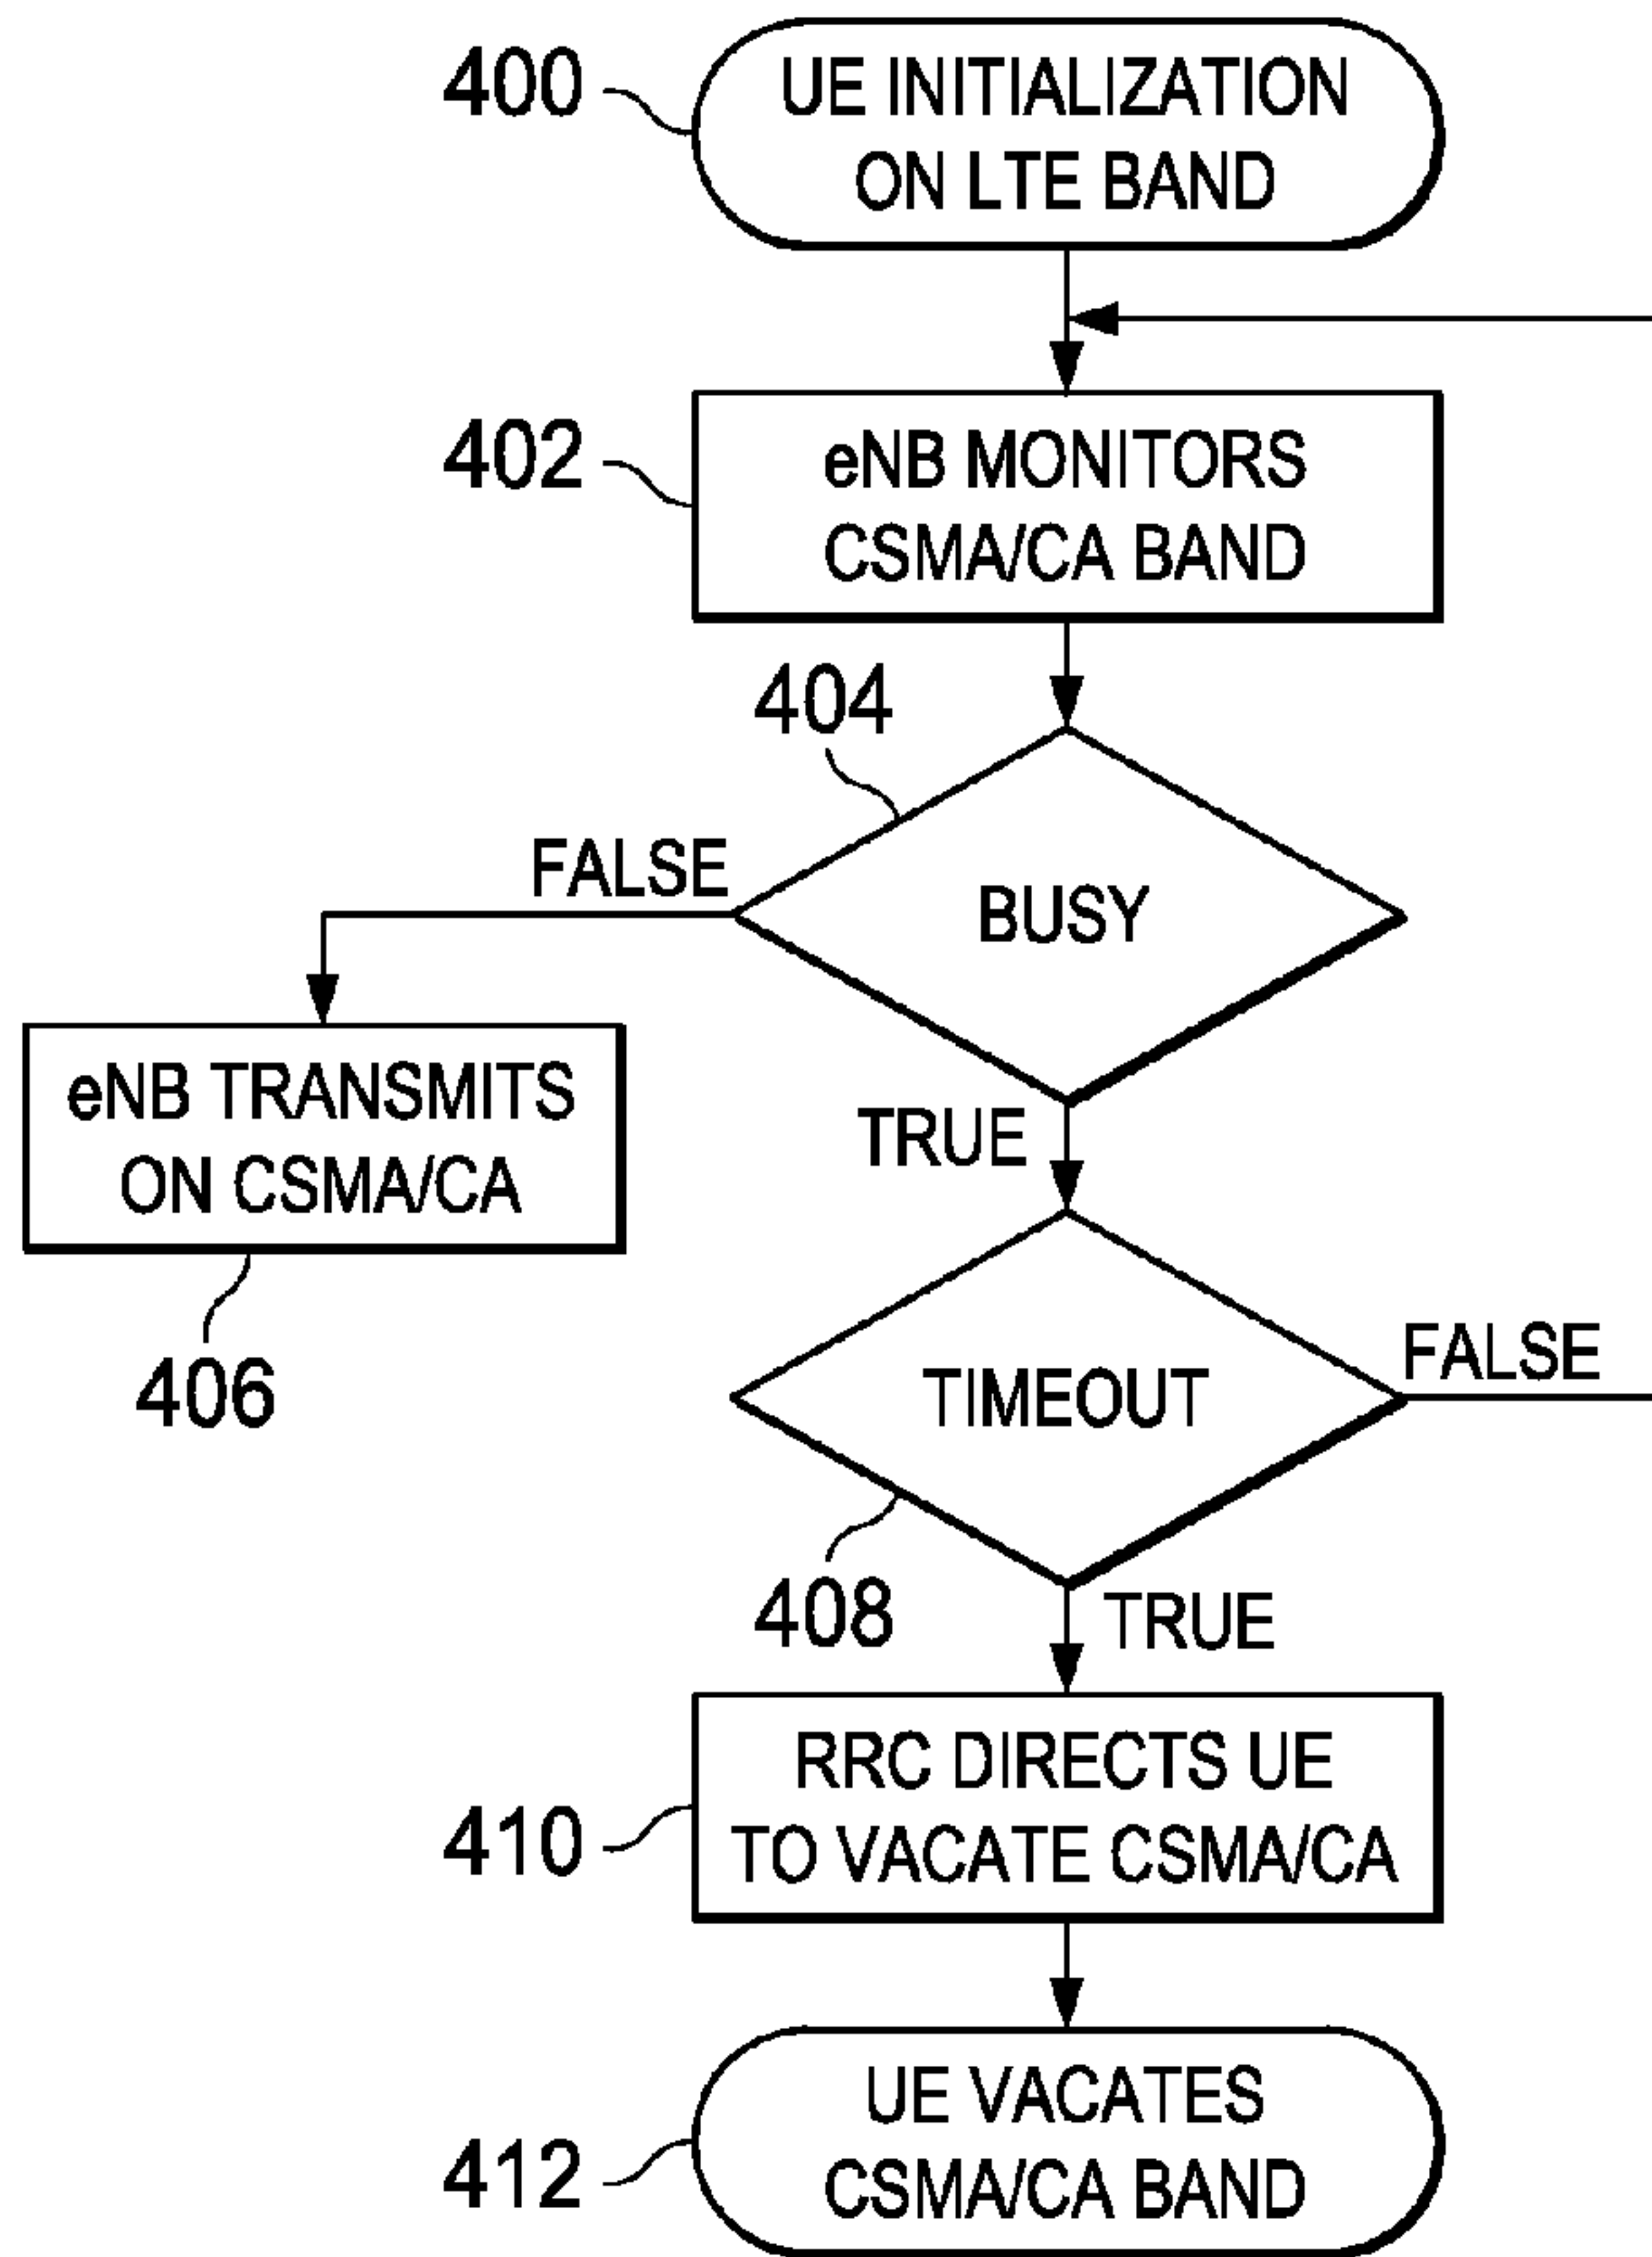 400
UE INITIALIZATION
ON LTE BAND
402
eNB MONITORS
CSMA/CA BAND
404
FALSE
BUSY
eNB TRANSMITS
ON CSMA/CA
406
TRUE
TIMEOUT
FALSE
408
TRUE
410
RRC DIRECTS UE
TO VACATE CSMA/CA
412
UE VACATES
CSMA/CA BAND